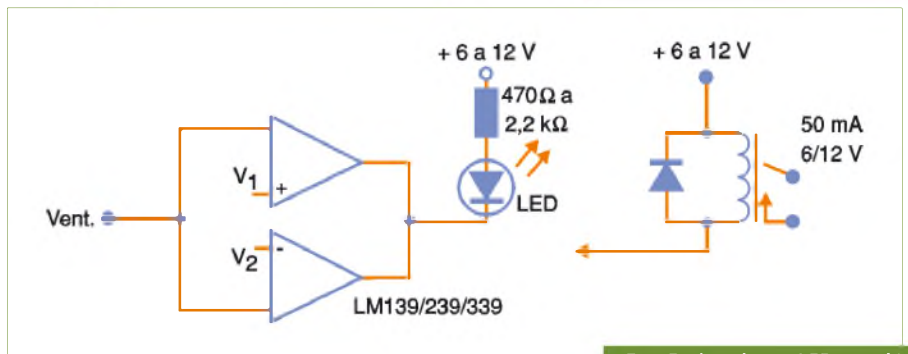 + 6 a 12 V
+ 6 a 12 V
470Ω a
2,2 kΩ
50 mA
6/12 V
V1
+
LED
Vent.
V2
-
LM139/239/339